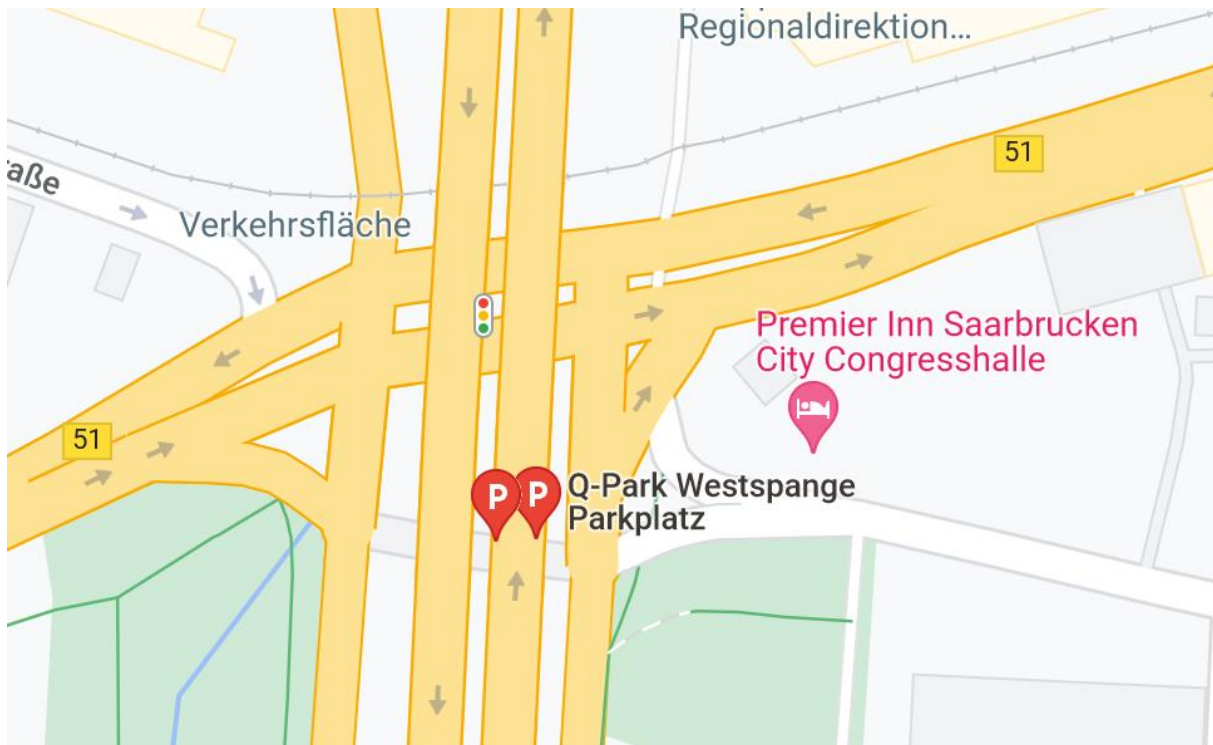 Regionaldirektion...
51
aße
Verkehrsfläche
Premier Inn Saarbrucken
City Congresshalle
51
P
P
Q-Park Westspange
Parkplatz